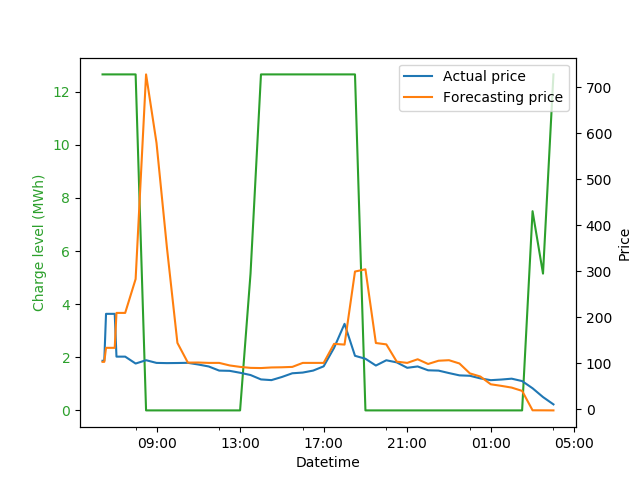 Actual price
Forecasting price
12
10
8
6
4
2
0
Charge level (MWh)
700
600
500
400
300
200
100
0
Price
09:00 13:00 17:00 21:00 01:00 05:00
Datetime